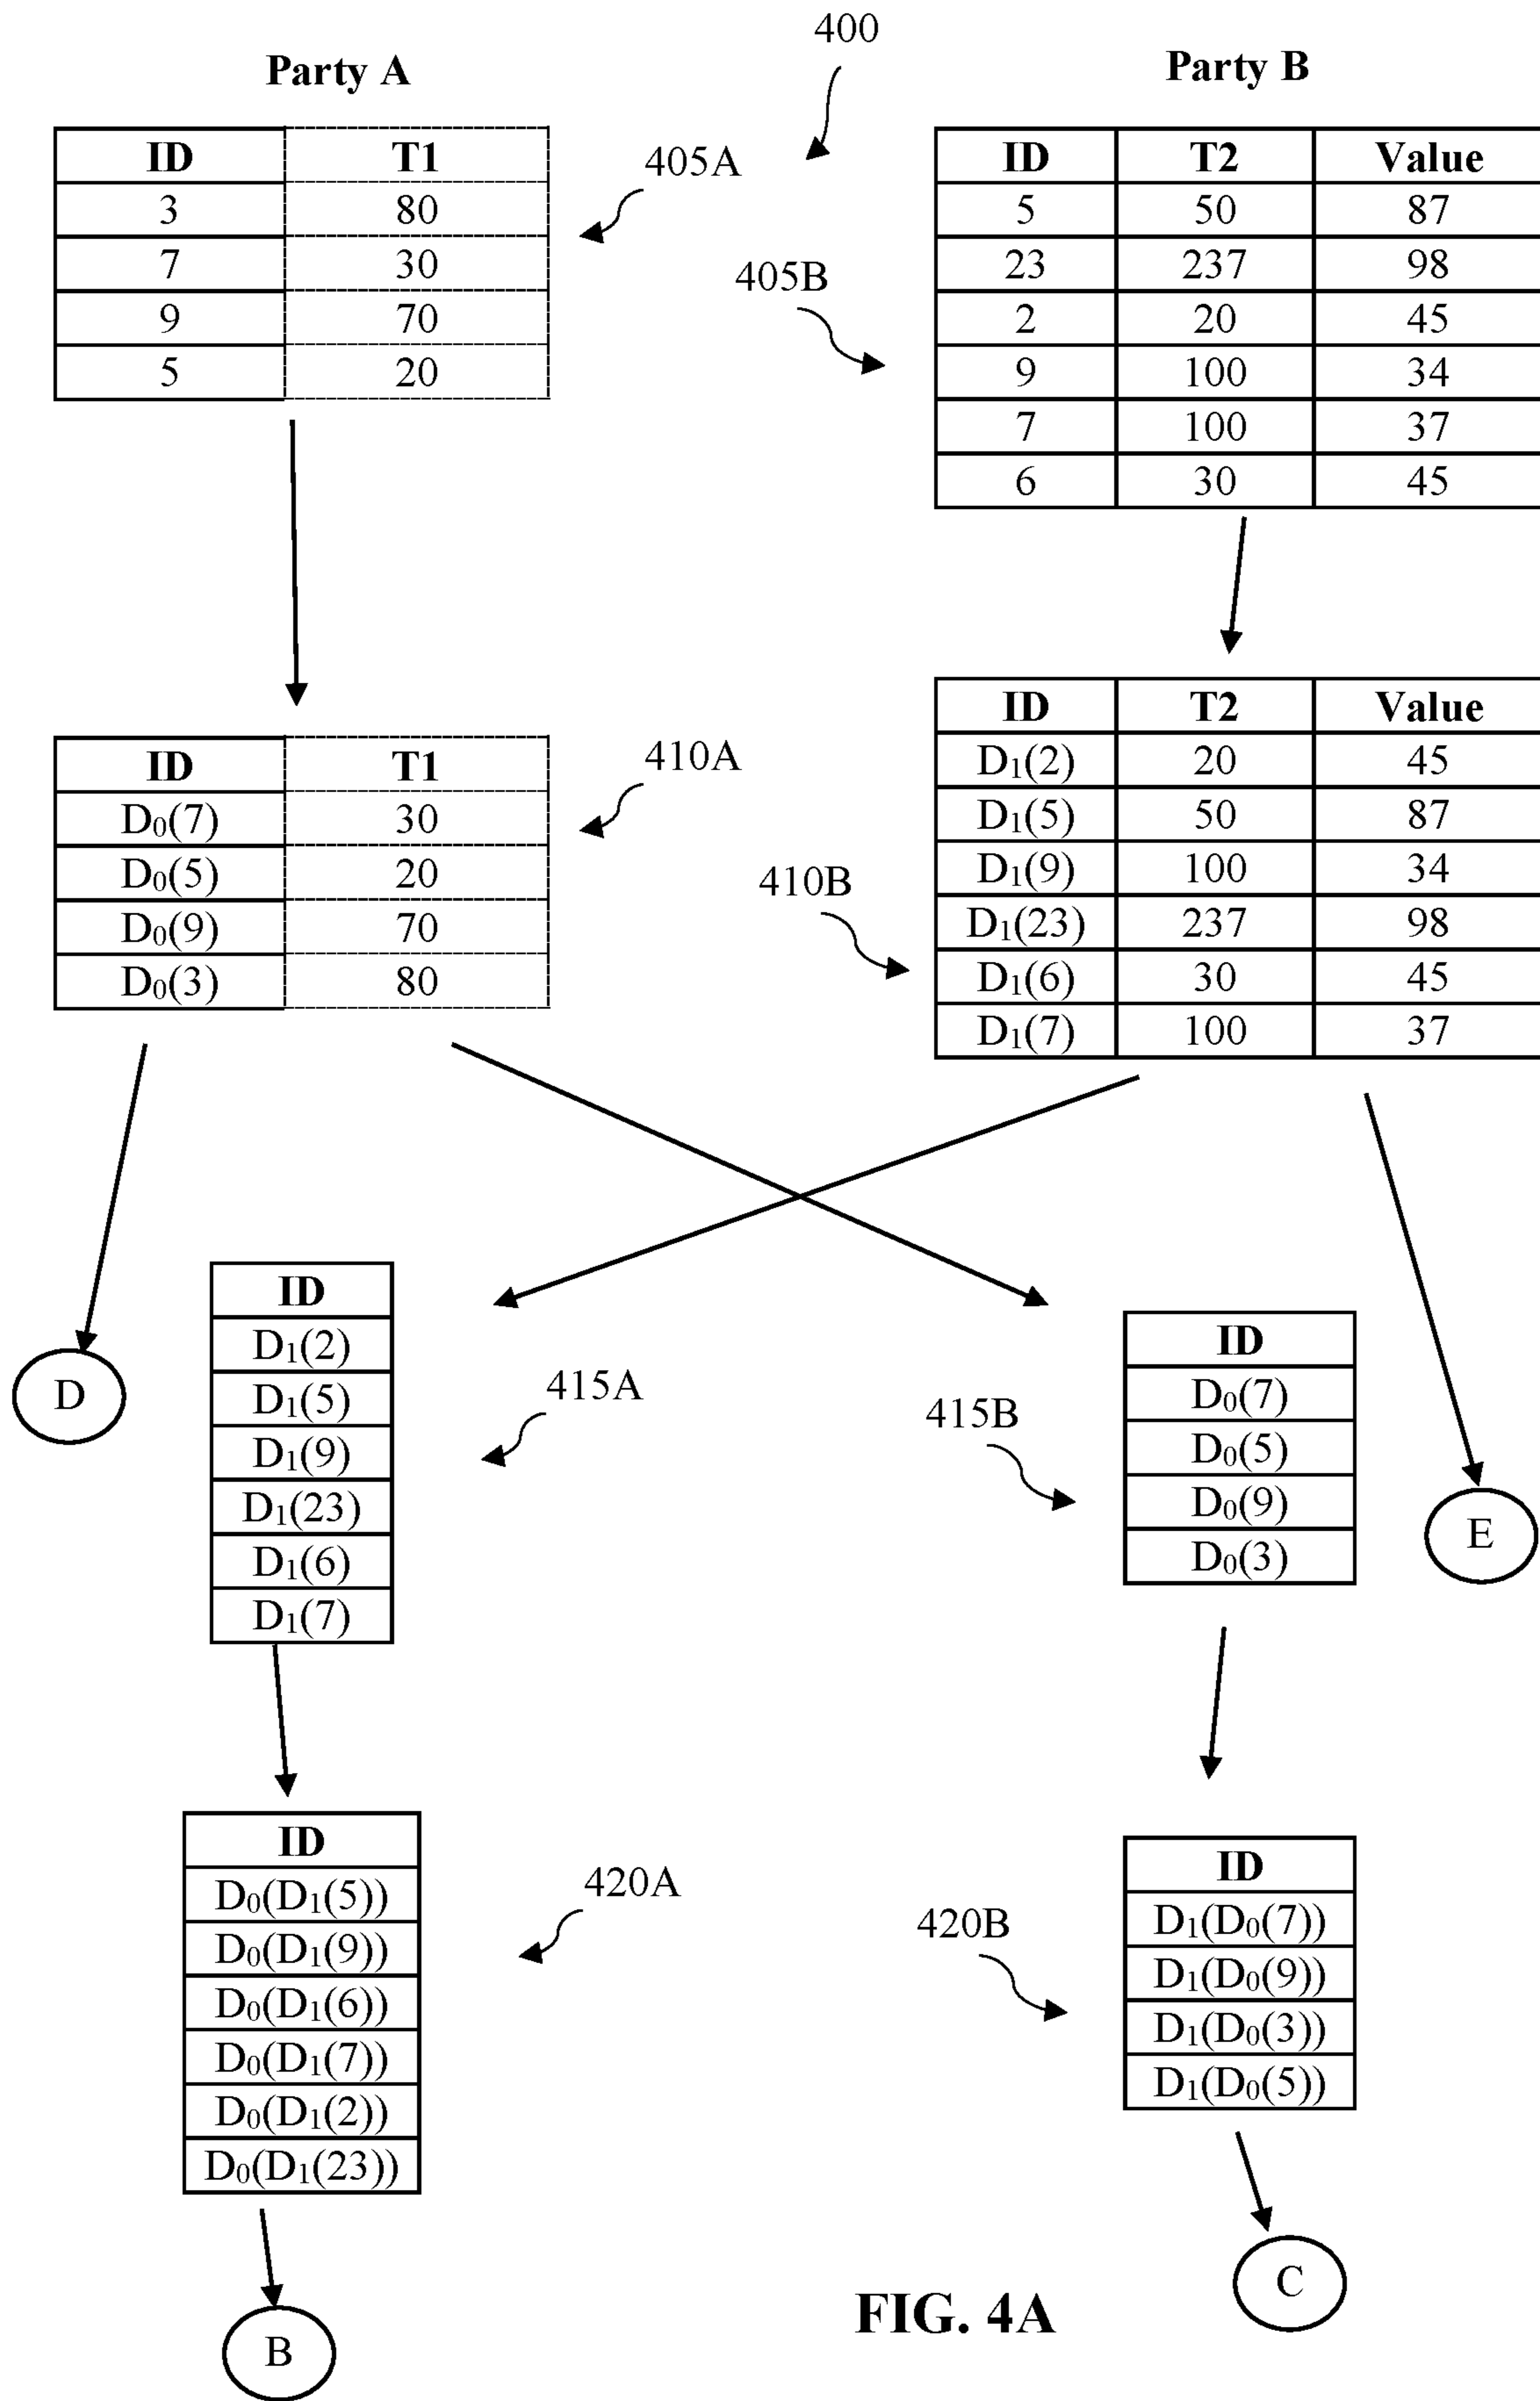 400
Party A
Party B
ID T1
3 80
7 30
9 70
5 20
405A
ID T2 Value
5 50 87
23 237 98
2 20 45
9 100 34
7 100 37
6 30 45
405B
ID T1
D₀(7) 30
D₀(5) 20
D₀(9) 70
D₀(3) 80
410A
ID T2 Value
D₁(2) 20 45
D₁(5) 50 87
D₁(9) 100 34
D₁(23) 237 98
D₁(6) 30 45
D₁(7) 100 37
410B
D
ID
D₁(2)
D₁(5)
D₁(9)
D₁(23)
D₁(6)
D₁(7)
415A
ID
D₀(7)
D₀(5)
D₀(9)
D₀(3)
415B
E
ID
D₀(D₁(5))
D₀(D₁(9))
D₀(D₁(6))
D₀(D₁(7))
D₀(D₁(2))
D₀(D₁(23))
420A
ID
D₁(D₀(7))
D₁(D₀(9))
D₁(D₀(3))
D₁(D₀(5))
420B
B
C
FIG. 4A